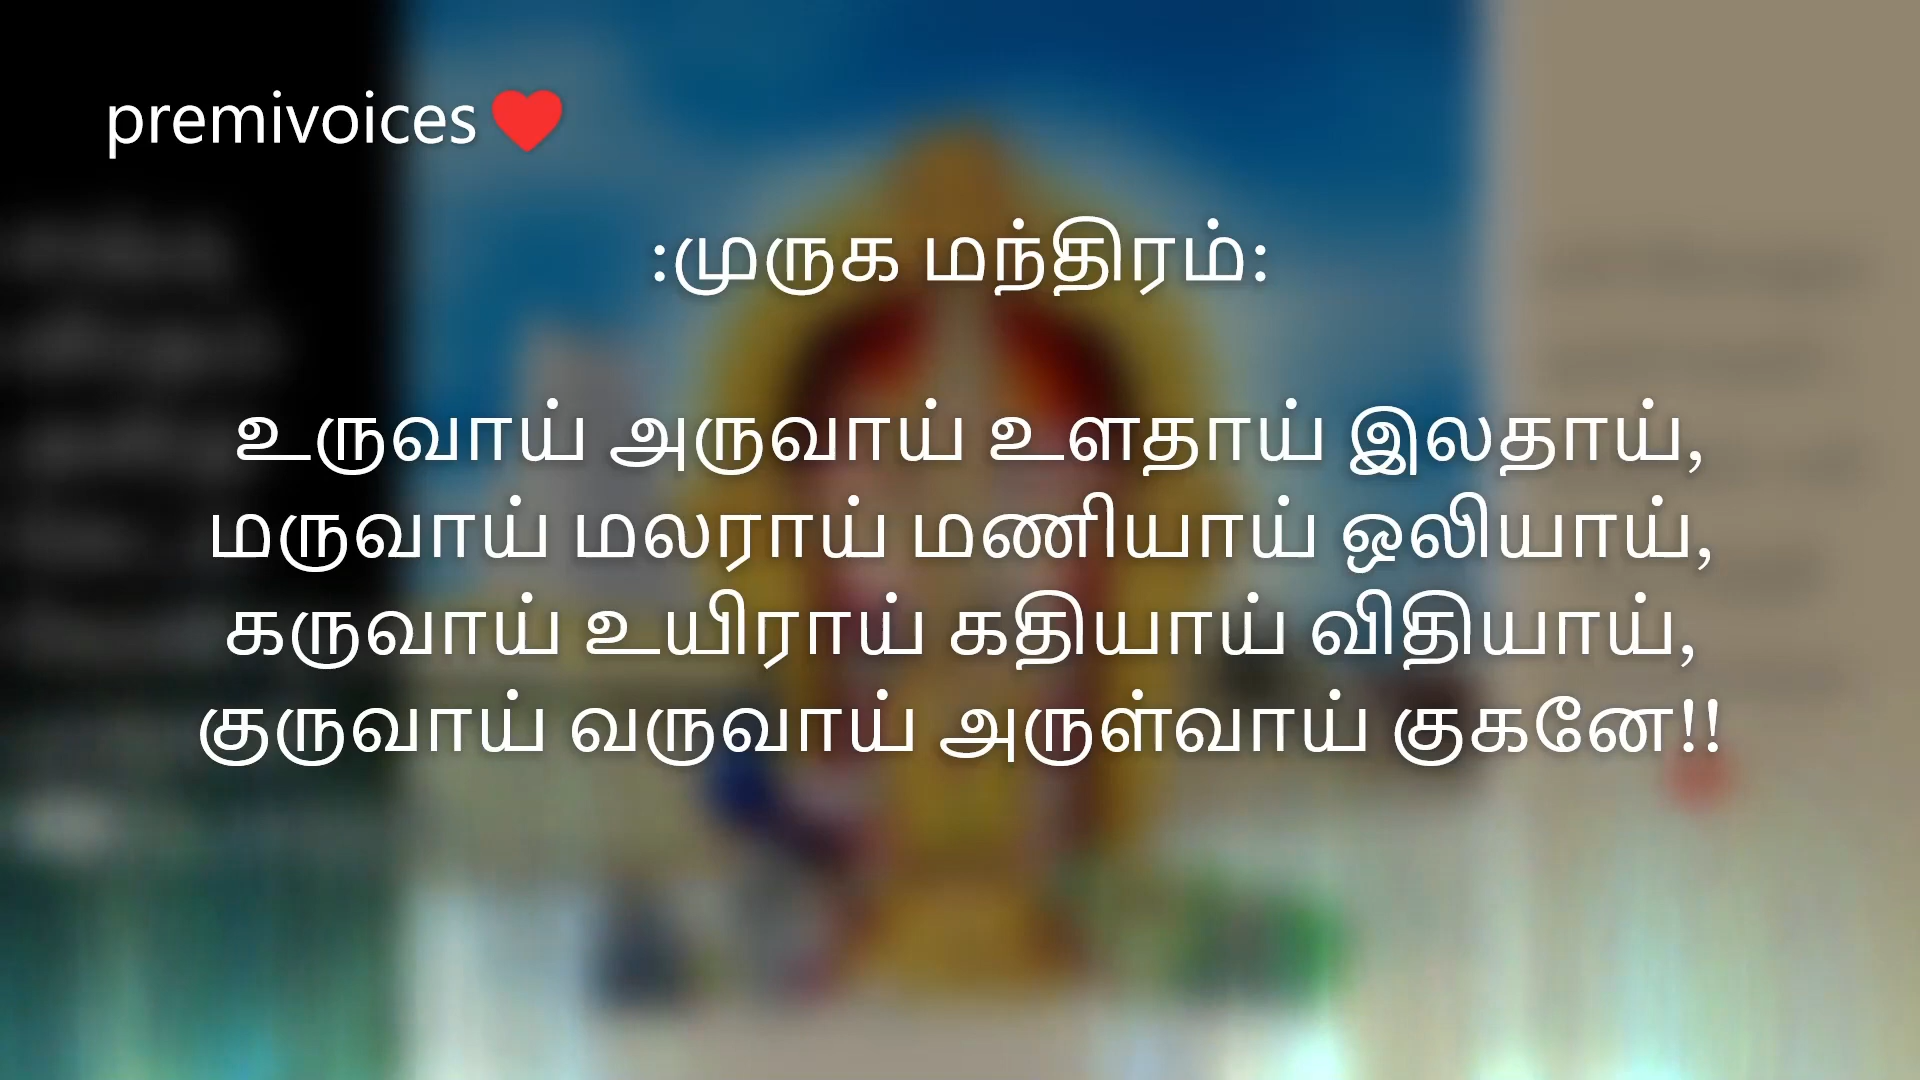 premivoices❤️
:முருக மந்திரம்:
உருவாய் அருவாய் உளதாய் இலதாய்,
மருவாய் மலராய் மணியாய் ஒலியாய்,
கருவாய் உயிராய் கதியாய் விதியாய்,
குருவாய் வருவாய் அருள்வாய் குகனே!!